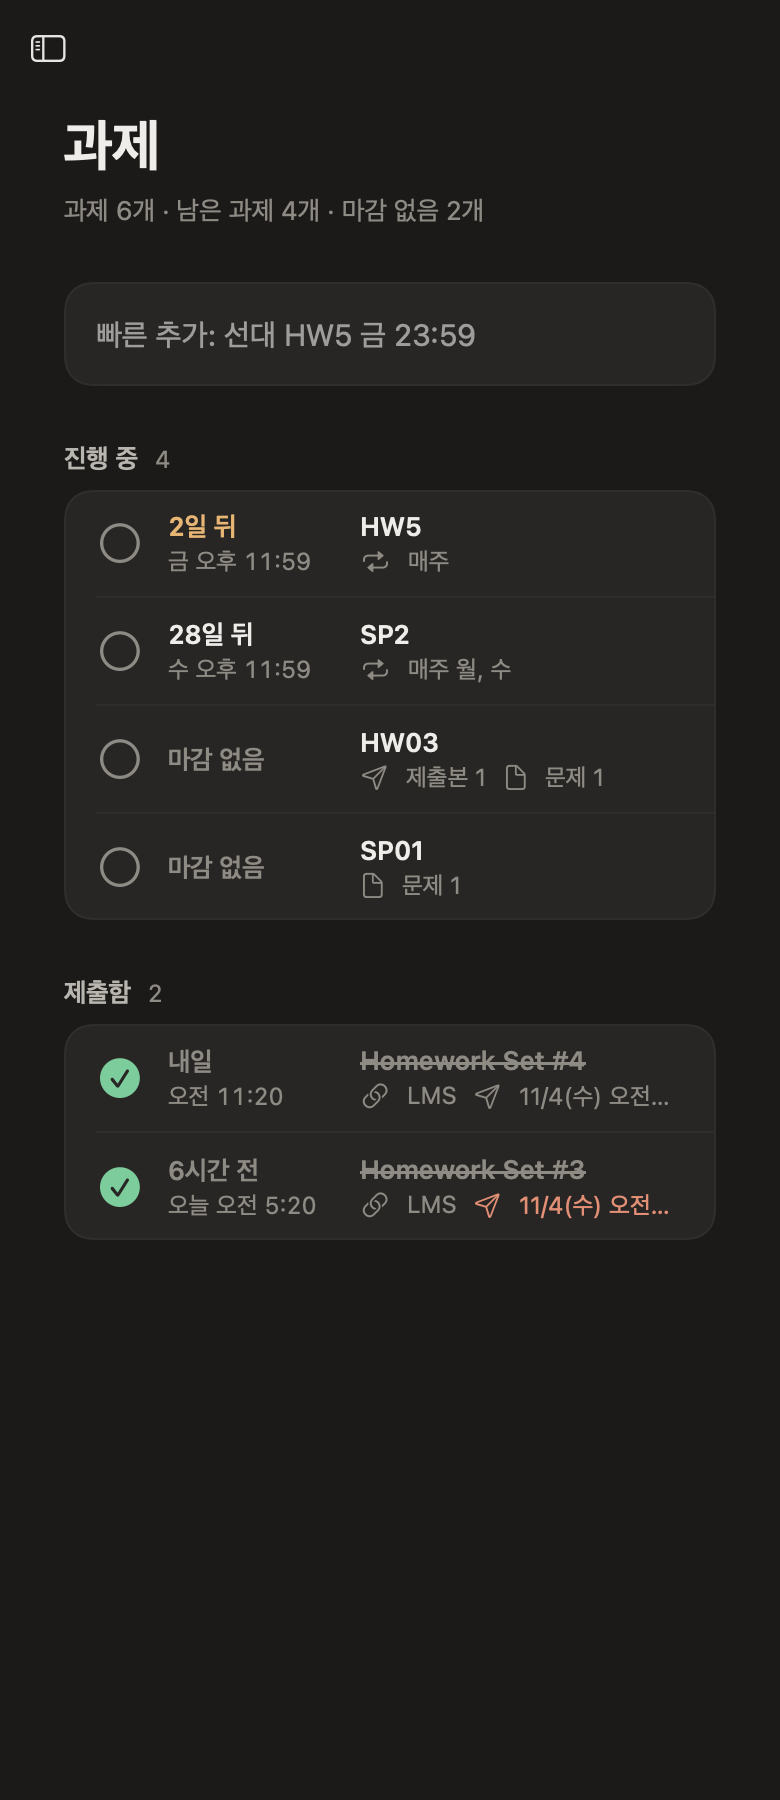 과제
과제 6개 · 남은 과제 4개 · 마감 없음 2개
빠른 추가: 선대 HW5 금 23:59
진행 중 4
2일 뒤 HW5
금 오후 11:59 매주
28일 뒤 SP2
수 오후 11:59 매주 월, 수
마감 없음 HW03
제출본 1 문제 1
마감 없음 SP01
문제 1
제출함 2
내일 Homework Set #4
오전 11:20 LMS 11/4(수) 오전...
6시간 전 Homework Set #3
오늘 오전 5:20 LMS 11/4(수) 오전...